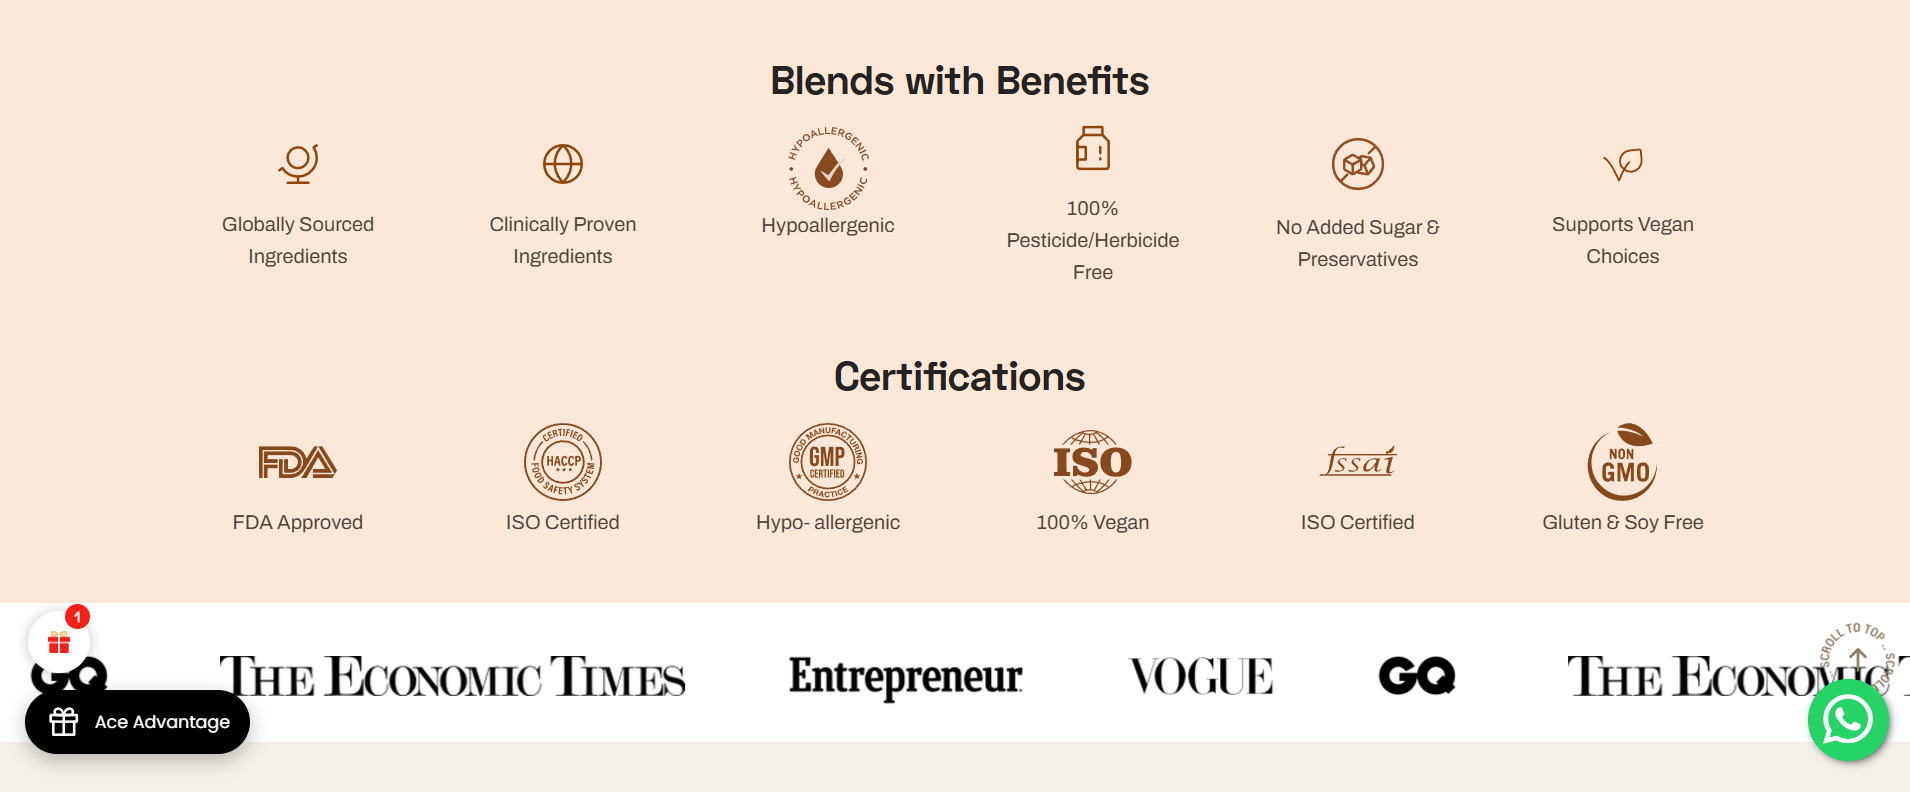 Blends with Benefits
HYPOALLERGENIC
HYPOALLERGENIC
Globally Sourced
Ingredients
Clinically Proven
Ingredients
Hypoallergenic
100%
Pesticide/Herbicide
Free
No Added Sugar &
Preservatives
Supports Vegan
Choices
Certifications
FDA
CERTIFIED
HACCP
FOOD SAFETY SYSTEM
GOOD MANUFACTURING
GMP
CERTIFIED
PRACTICE
ISO
fssai
NON
GMO
FDA Approved
ISO Certified
Hypo- allergenic
100% Vegan
ISO Certified
Gluten & Soy Free
1
GQ
THE ECONOMIC TIMES
Entrepreneur
VOGUE
GQ
THE ECONOMIC T
SCROLL TO TOP
Ace Advantage